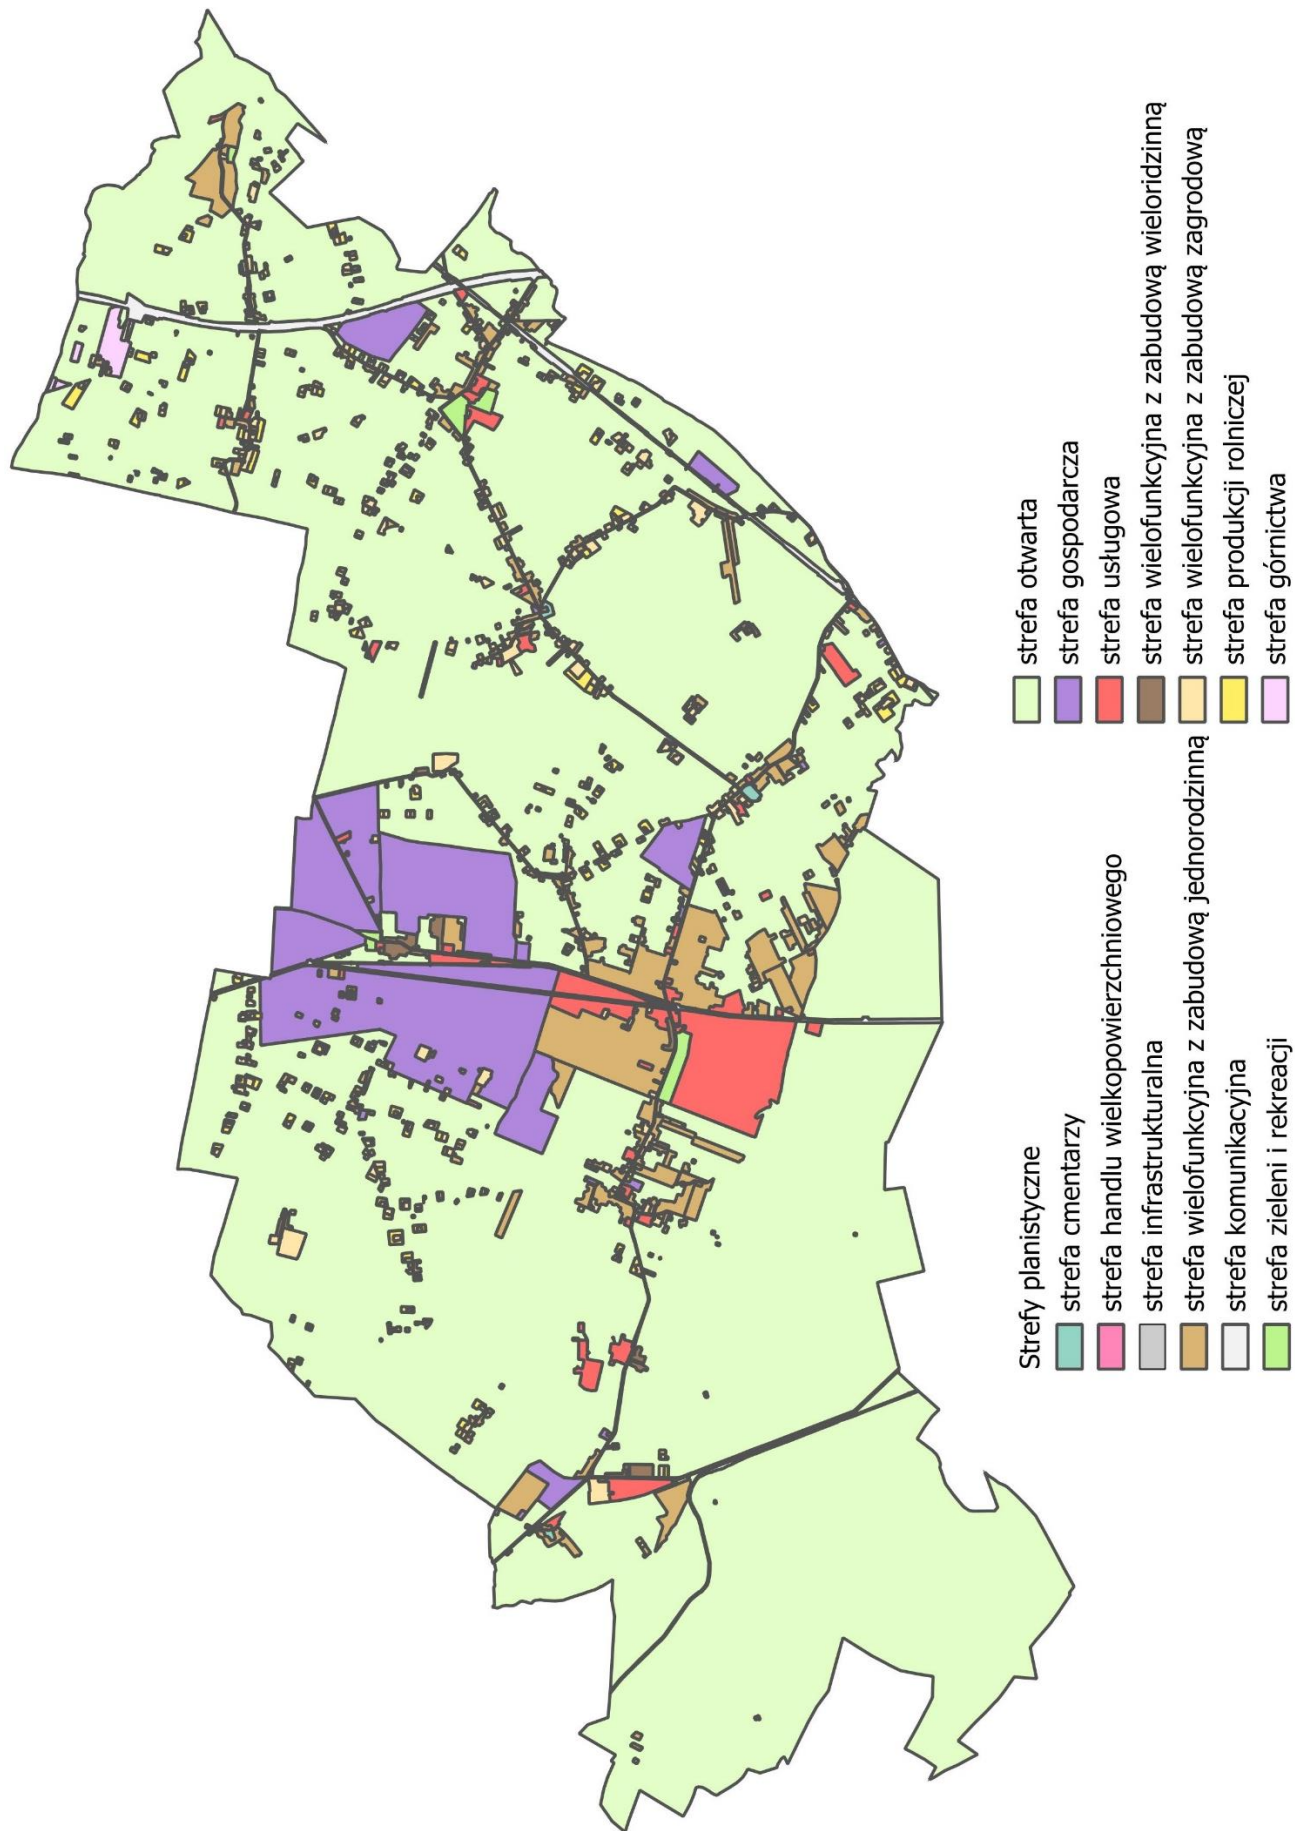 Strefy planistyczne
strefa cmentarzy
strefa handlu wielkopowierzchniowego
strefa infrastrukturalna
strefa wielofunkcyjna z zabudową jednorodzinną
strefa komunikacyjna
strefa zieleni i rekreacji
strefa otwarta
strefa gospodarcza
strefa usługowa
strefa wielofunkcyjna z zabudową wieloridzinną
strefa wielofunkcyjna z zabudową zagrodową
strefa produkcji rolniczej
strefa górnictwa